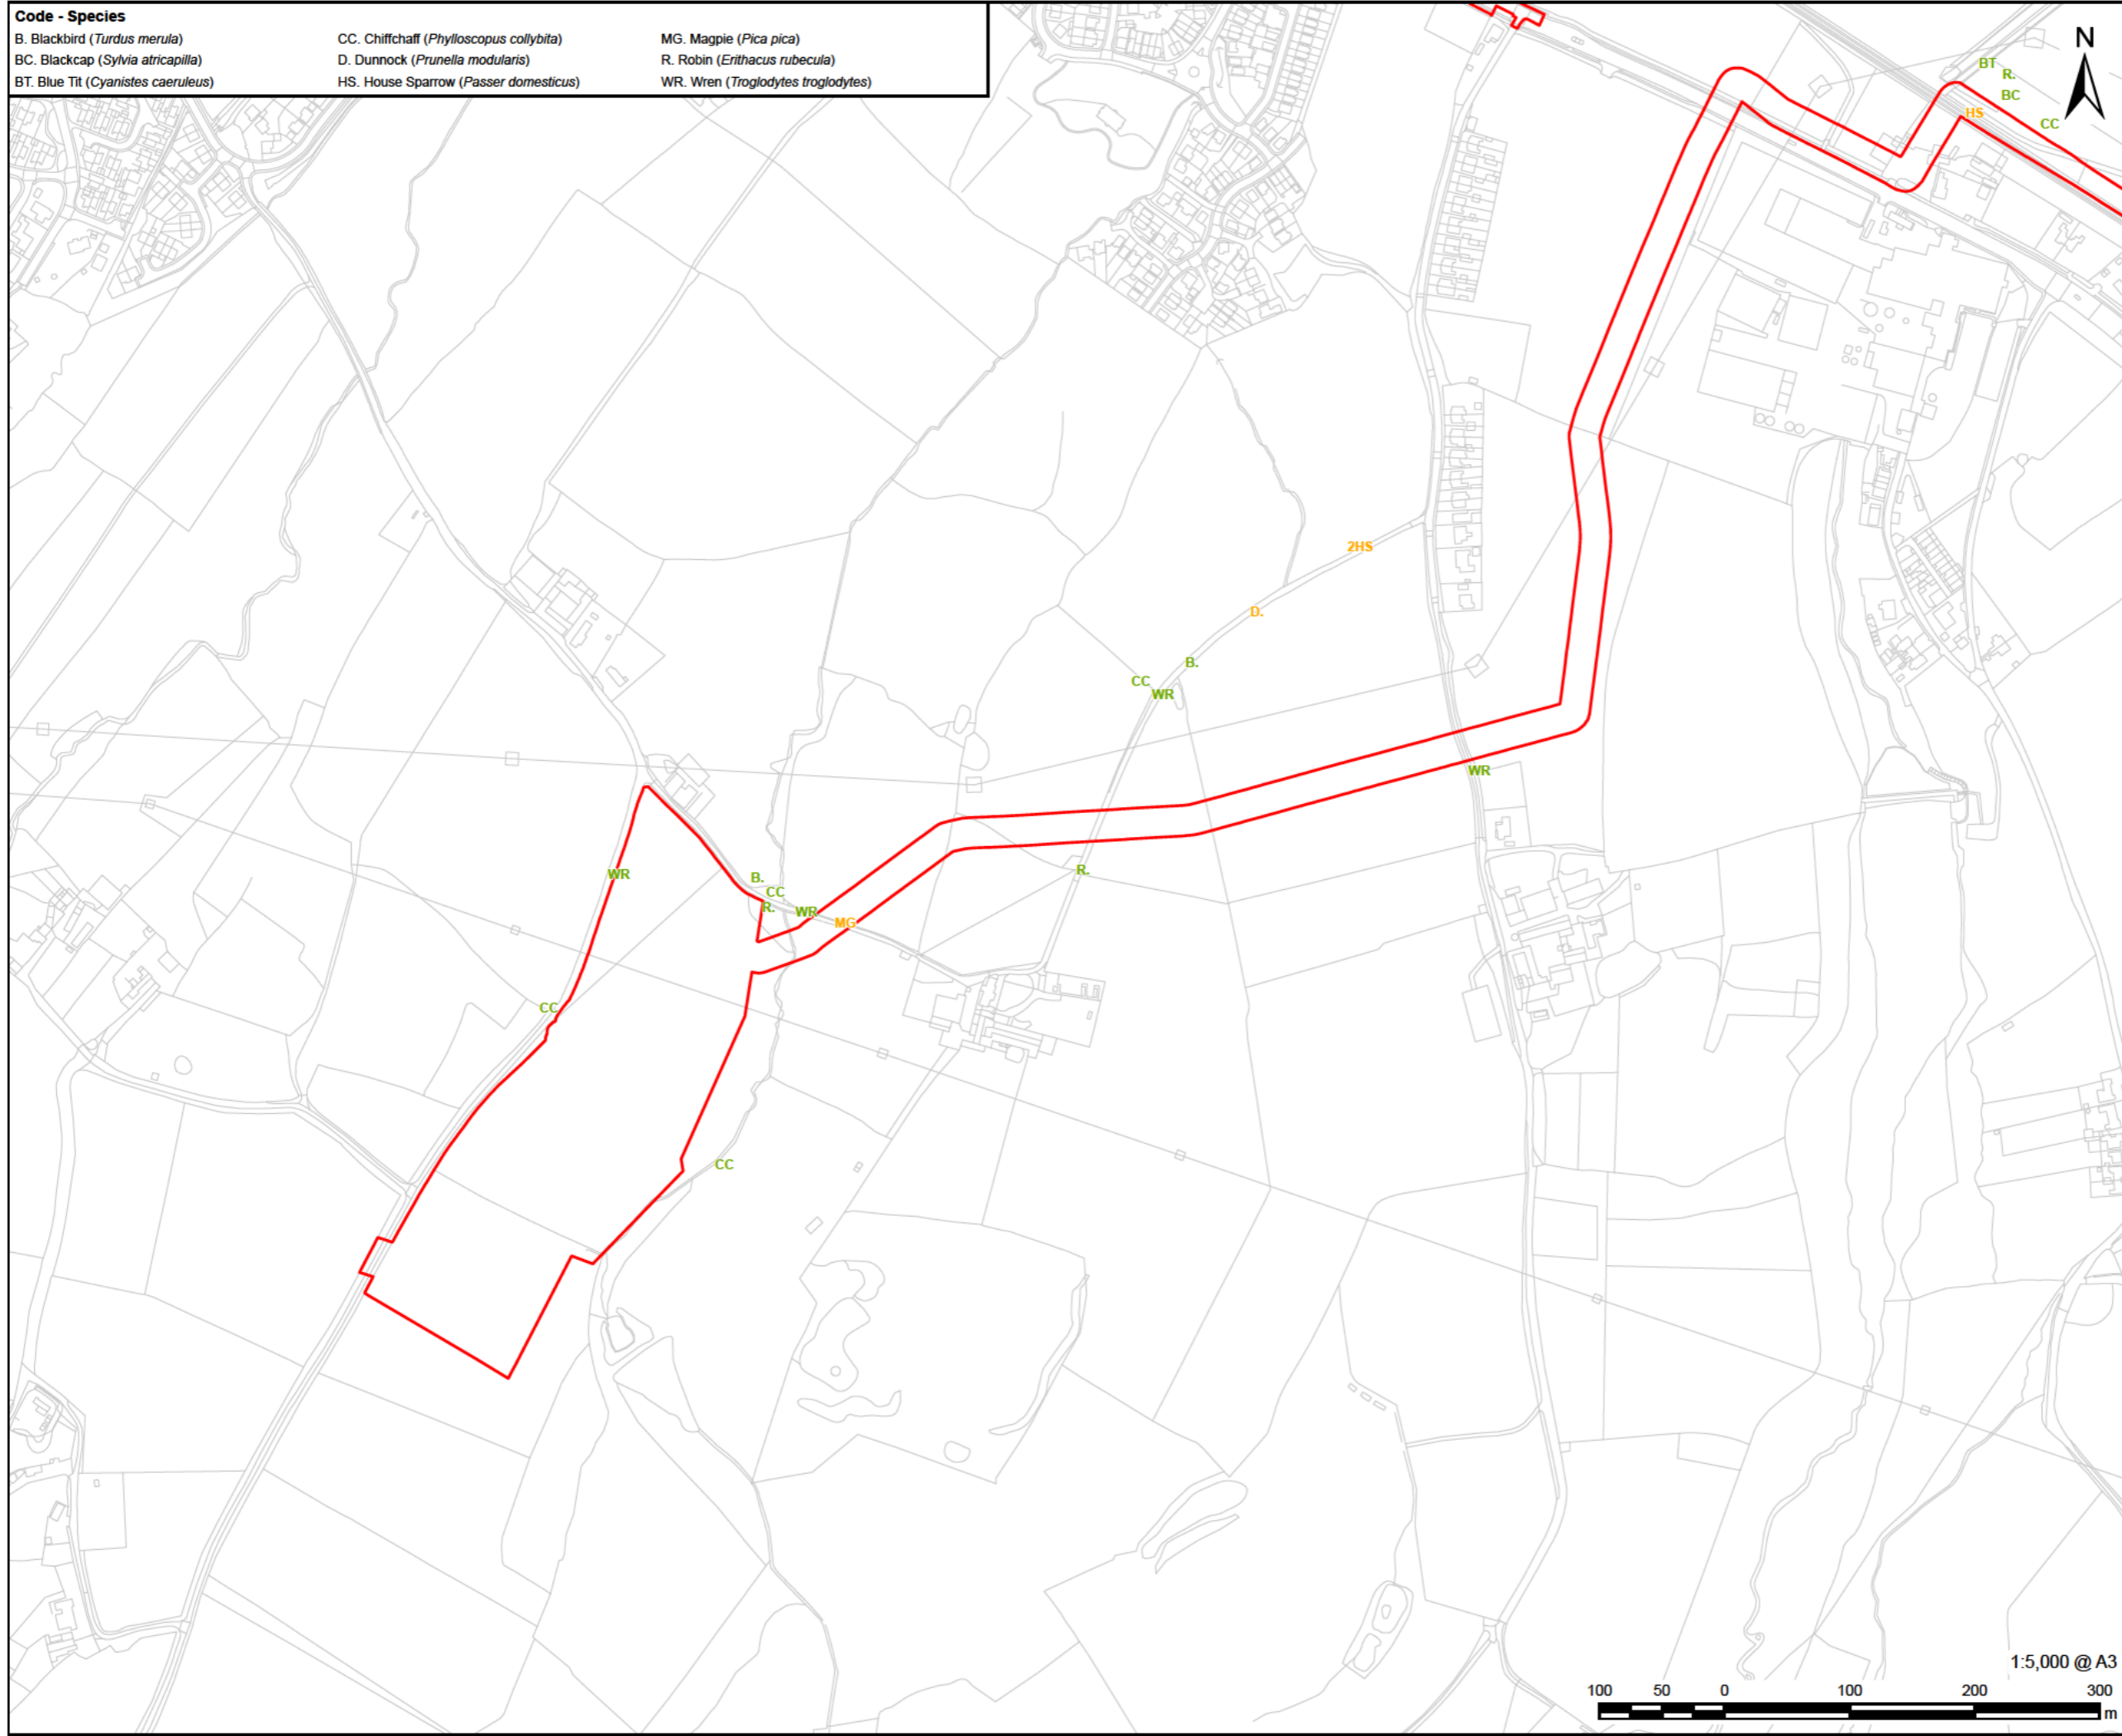 Code - Species
B. Blackbird (Turdus merula) CC. Chiffchaff (Phylloscopus collybita) MG. Magpie (Pica pica)
BC. Blackcap (Sylvia atricapilla) D. Dunnock (Prunella modularis) R. Robin (Erithacus rubecula)
BT. Blue Tit (Cyanistes caeruleus) HS. House Sparrow (Passer domesticus) WR. Wren (Troglodytes troglodytes)
N
BT
R.
BC
HS
CC
2HS
D.
B.
CC
WR
WR
WR
B.
CC
R.
WR
MG
R.
CC
CC
1:5,000 @ A3
100 50 0 100 200 300
m